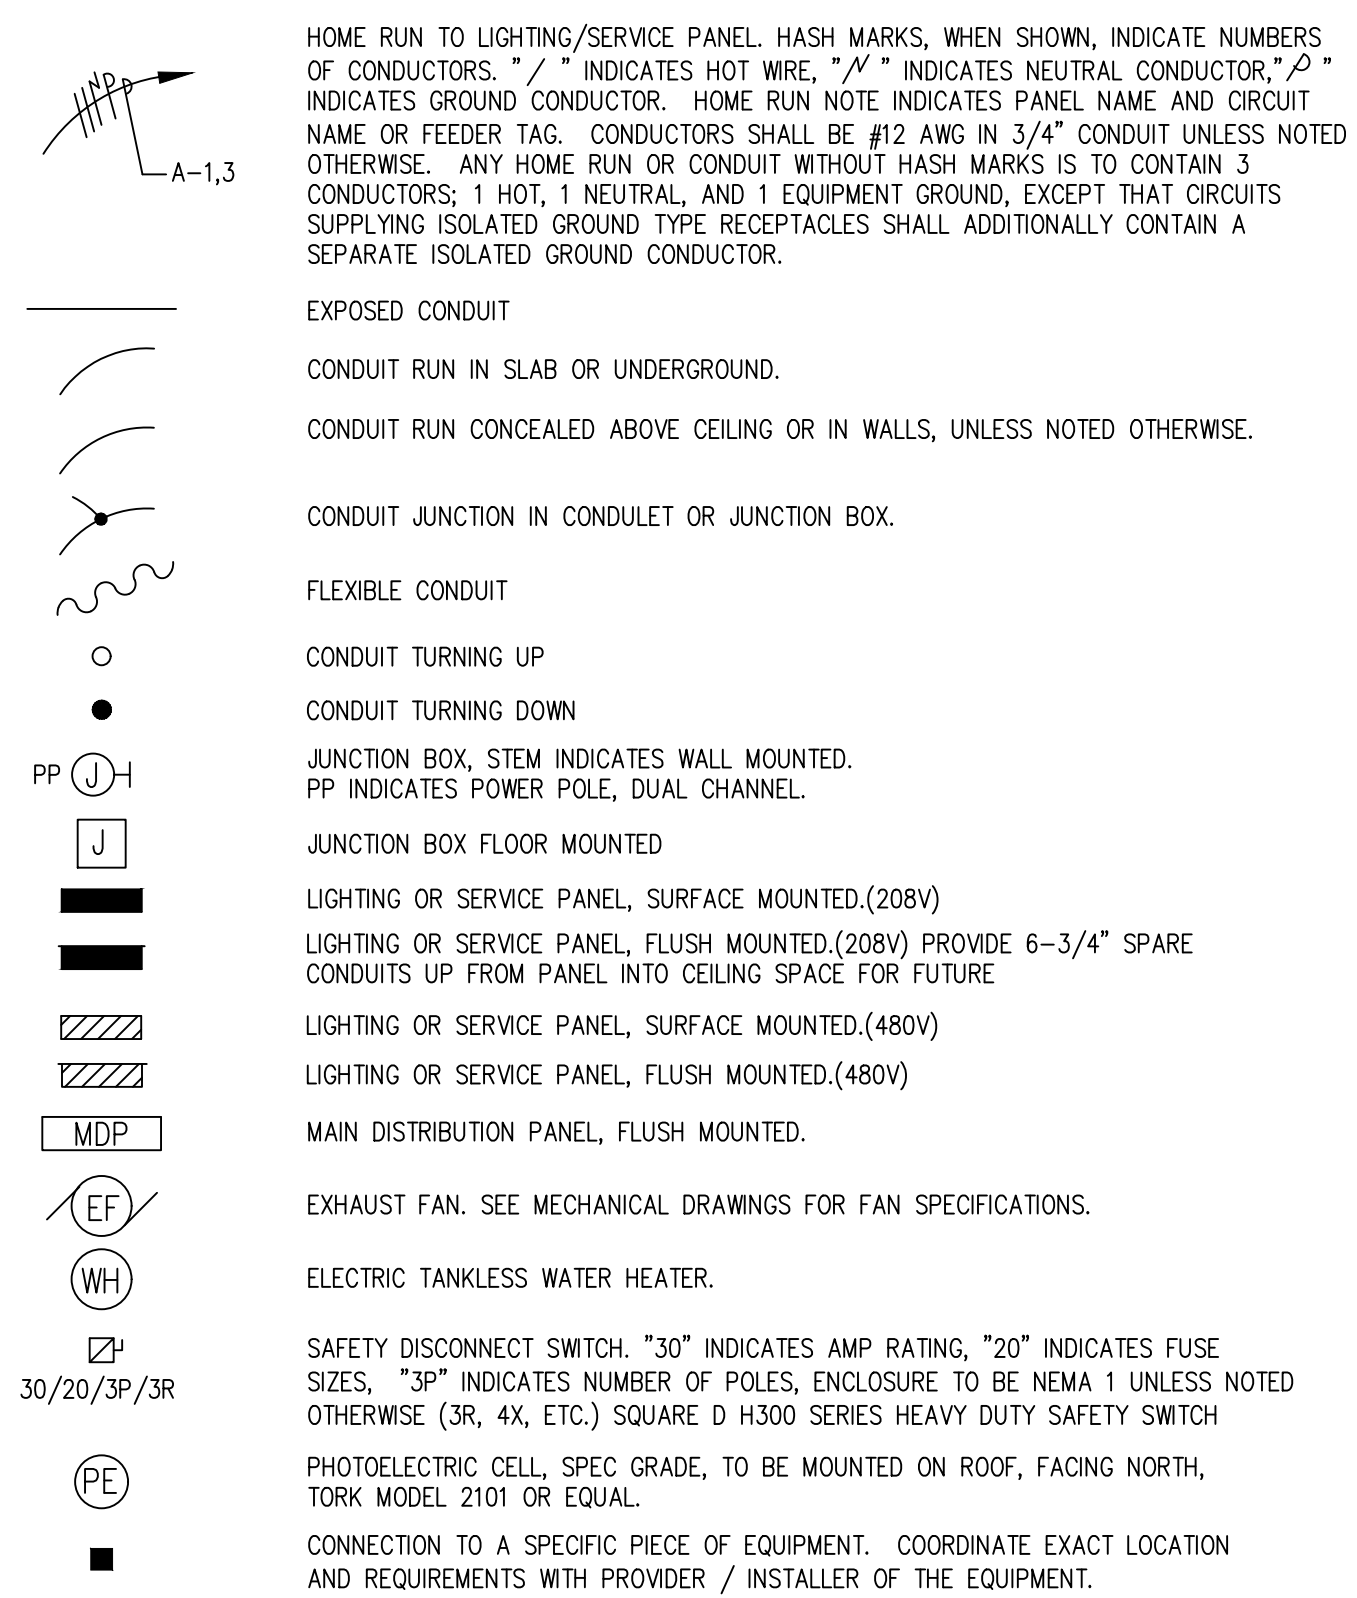 HOME RUN TO LIGHTING/SERVICE PANEL. HASH MARKS, WHEN SHOWN, INDICATE NUMBERS
OF CONDUCTORS. "/ " INDICATES HOT WIRE, "/N " INDICATES NEUTRAL CONDUCTOR,"P "
INDICATES GROUND CONDUCTOR. HOME RUN NOTE INDICATES PANEL NAME AND CIRCUIT
NAME OR FEEDER TAG. CONDUCTORS SHALL BE #12 AWG IN 3/4" CONDUIT UNLESS NOTED
OTHERWISE. ANY HOME RUN OR CONDUIT WITHOUT HASH MARKS IS TO CONTAIN 3
CONDUCTORS; 1 HOT, 1 NEUTRAL, AND 1 EQUIPMENT GROUND, EXCEPT THAT CIRCUITS
SUPPLYING ISOLATED GROUND TYPE RECEPTACLES SHALL ADDITIONALLY CONTAIN A
SEPARATE ISOLATED GROUND CONDUCTOR.
A-1,3
EXPOSED CONDUIT
CONDUIT RUN IN SLAB OR UNDERGROUND.
CONDUIT RUN CONCEALED ABOVE CEILING OR IN WALLS, UNLESS NOTED OTHERWISE.
CONDUIT JUNCTION IN CONDULET OR JUNCTION BOX.
FLEXIBLE CONDUIT
CONDUIT TURNING UP
CONDUIT TURNING DOWN
PP J
JUNCTION BOX, STEM INDICATES WALL MOUNTED.
PP INDICATES POWER POLE, DUAL CHANNEL.
J
JUNCTION BOX FLOOR MOUNTED
LIGHTING OR SERVICE PANEL, SURFACE MOUNTED.(208V)
LIGHTING OR SERVICE PANEL, FLUSH MOUNTED.(208V) PROVIDE 6-3/4" SPARE
CONDUITS UP FROM PANEL INTO CEILING SPACE FOR FUTURE
LIGHTING OR SERVICE PANEL, SURFACE MOUNTED.(480V)
LIGHTING OR SERVICE PANEL, FLUSH MOUNTED.(480V)
MDP
MAIN DISTRIBUTION PANEL, FLUSH MOUNTED.
EF
EXHAUST FAN. SEE MECHANICAL DRAWINGS FOR FAN SPECIFICATIONS.
WH
ELECTRIC TANKLESS WATER HEATER.
30/20/3P/3R
SAFETY DISCONNECT SWITCH. "30" INDICATES AMP RATING, "20" INDICATES FUSE
SIZES, "3P" INDICATES NUMBER OF POLES, ENCLOSURE TO BE NEMA 1 UNLESS NOTED
OTHERWISE (3R, 4X, ETC.) SQUARE D H300 SERIES HEAVY DUTY SAFETY SWITCH
PE
PHOTOELECTRIC CELL, SPEC GRADE, TO BE MOUNTED ON ROOF, FACING NORTH,
TORK MODEL 2101 OR EQUAL.
CONNECTION TO A SPECIFIC PIECE OF EQUIPMENT. COORDINATE EXACT LOCATION
AND REQUIREMENTS WITH PROVIDER / INSTALLER OF THE EQUIPMENT.